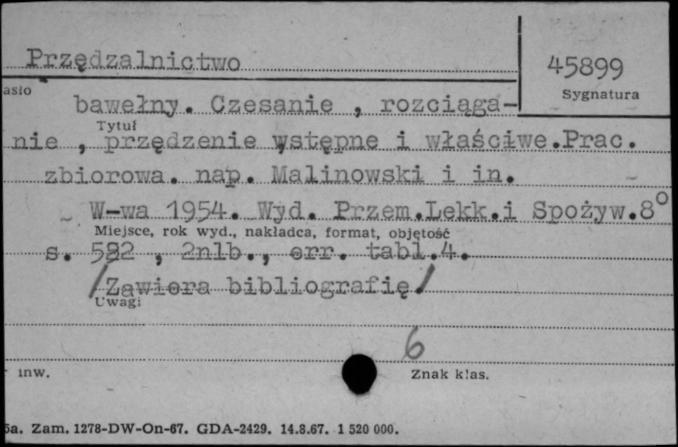 Przędzalnictwo
45899
Sygnatura
asło
bawełny. Czesanie , rozciąga-
Tytuł
nie , przędzenie wstępne i właściwe.Prac.
zbiorowa. nap. Malinowski i in.
W-wa 1954. Wyd. Przem.Lekk.i Spożyw.8°
Miejsce, rok wyd., nakładca, format, objętość
s. 582 , 2nlb., err. tabl.4.
/Zawiera bibliografię/
Uwagi
6
inw.
Znak klas.
5a. Zam. 1278-DW-On-67. GDA-2429. 14.8.67. 1 520 000.